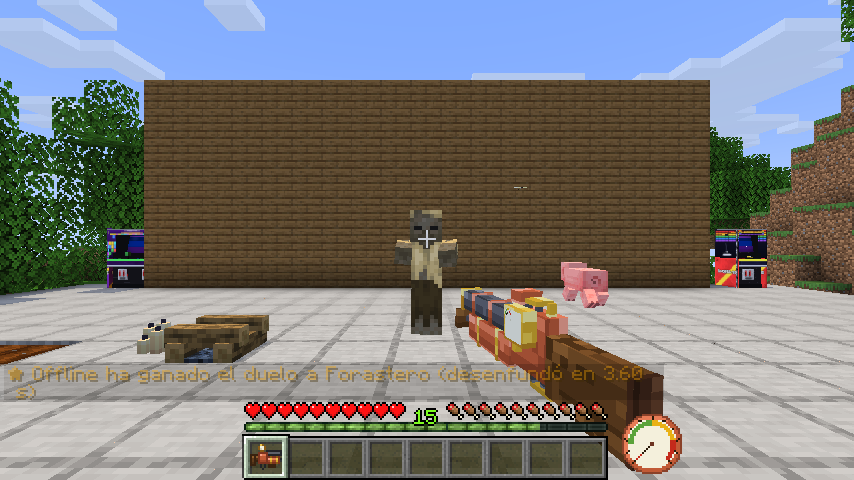 ★ Offline ha ganado el duelo a Forastero (desenfundó en 3.60
s)
15